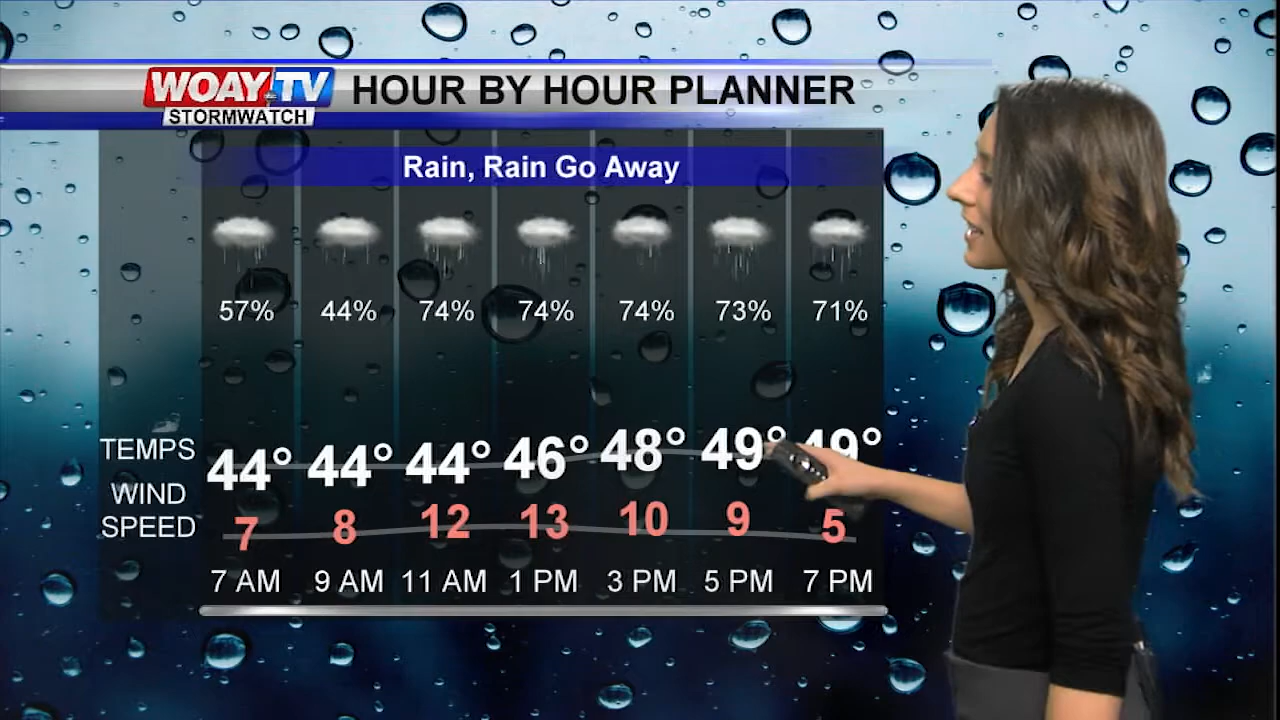 WOAY-TV HOUR BY HOUR PLANNER
STORMWATCH
Rain, Rain Go Away
57% 44% 74% 74% 74% 73% 71%
TEMPS 44° 44° 44° 46° 48° 49° 49°
WIND
SPEED 7 8 12 13 10 9 5
7 AM 9 AM 11 AM 1 PM 3 PM 5 PM 7 PM